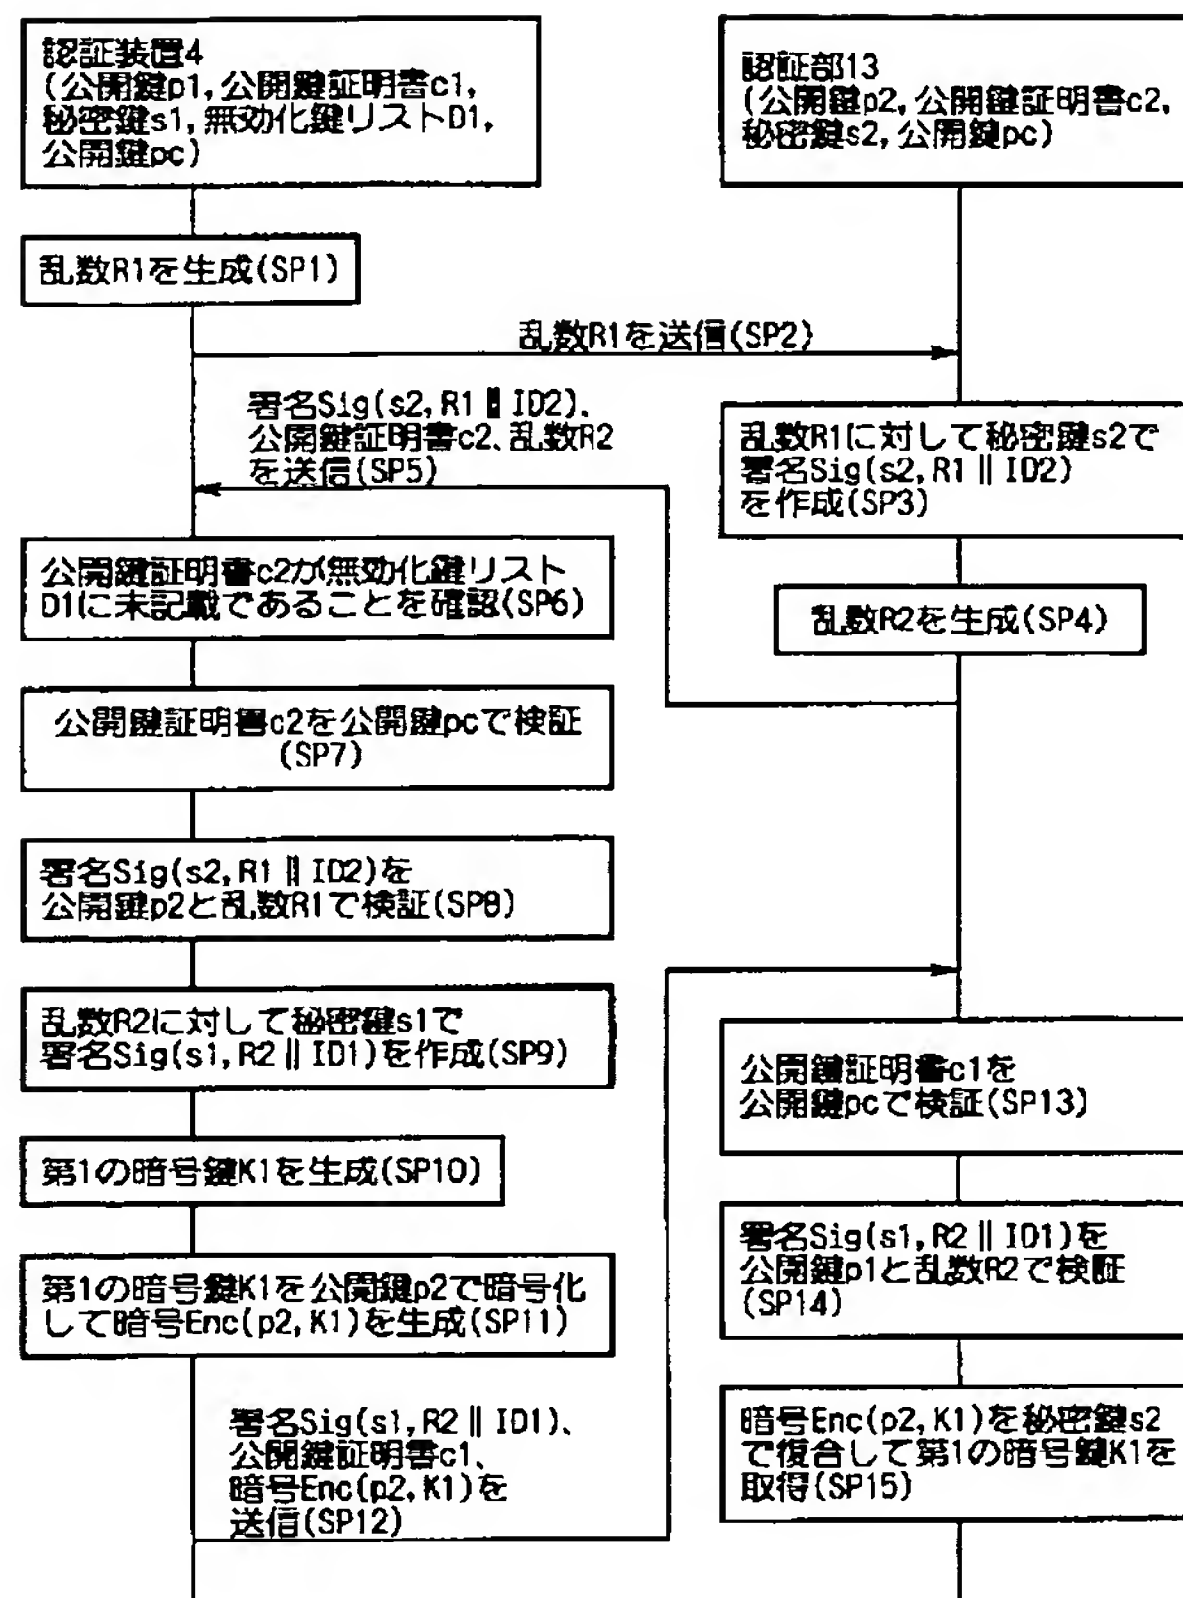 認証装置4
(公開鍵p1,公開鍵証明書c1,
秘密鍵s1,無効化鍵リストD1,
公開鍵pc)
認証部13
(公開鍵p2,公開鍵証明書c2,
秘密鍵s2,公開鍵pc)
乱数R1を生成(SP1)
乱数R1を送信(SP2)
乱数R1に対して秘密鍵s2で
署名Sig(s2,R1∥ID2)
を作成(SP3)
乱数R2を生成(SP4)
署名Sig(s2,R1∥ID2)、
公開鍵証明書c2、乱数R2
を送信(SP5)
公開鍵証明書c2が無効化鍵リスト
D1に未記載であることを確認(SP6)
公開鍵証明書c2を公開鍵pcで検証
(SP7)
署名Sig(s2,R1∥ID2)を
公開鍵p2と乱数R1で検証(SP8)
乱数R2に対して秘密鍵s1で
署名Sig(s1,R2∥ID1)を作成(SP9)
第1の暗号鍵K1を生成(SP10)
第1の暗号鍵K1を公開鍵p2で暗号化
して暗号Enc(p2,K1)を生成(SP11)
署名Sig(s1,R2∥ID1)、
公開鍵証明書c1、
暗号Enc(p2,K1)を
送信(SP12)
公開鍵証明書c1を
公開鍵pcで検証(SP13)
署名Sig(s1,R2∥ID1)を
公開鍵p1と乱数R2で検証
(SP14)
暗号Enc(p2,K1)を秘密鍵s2
で復合して第1の暗号鍵K1を
取得(SP15)